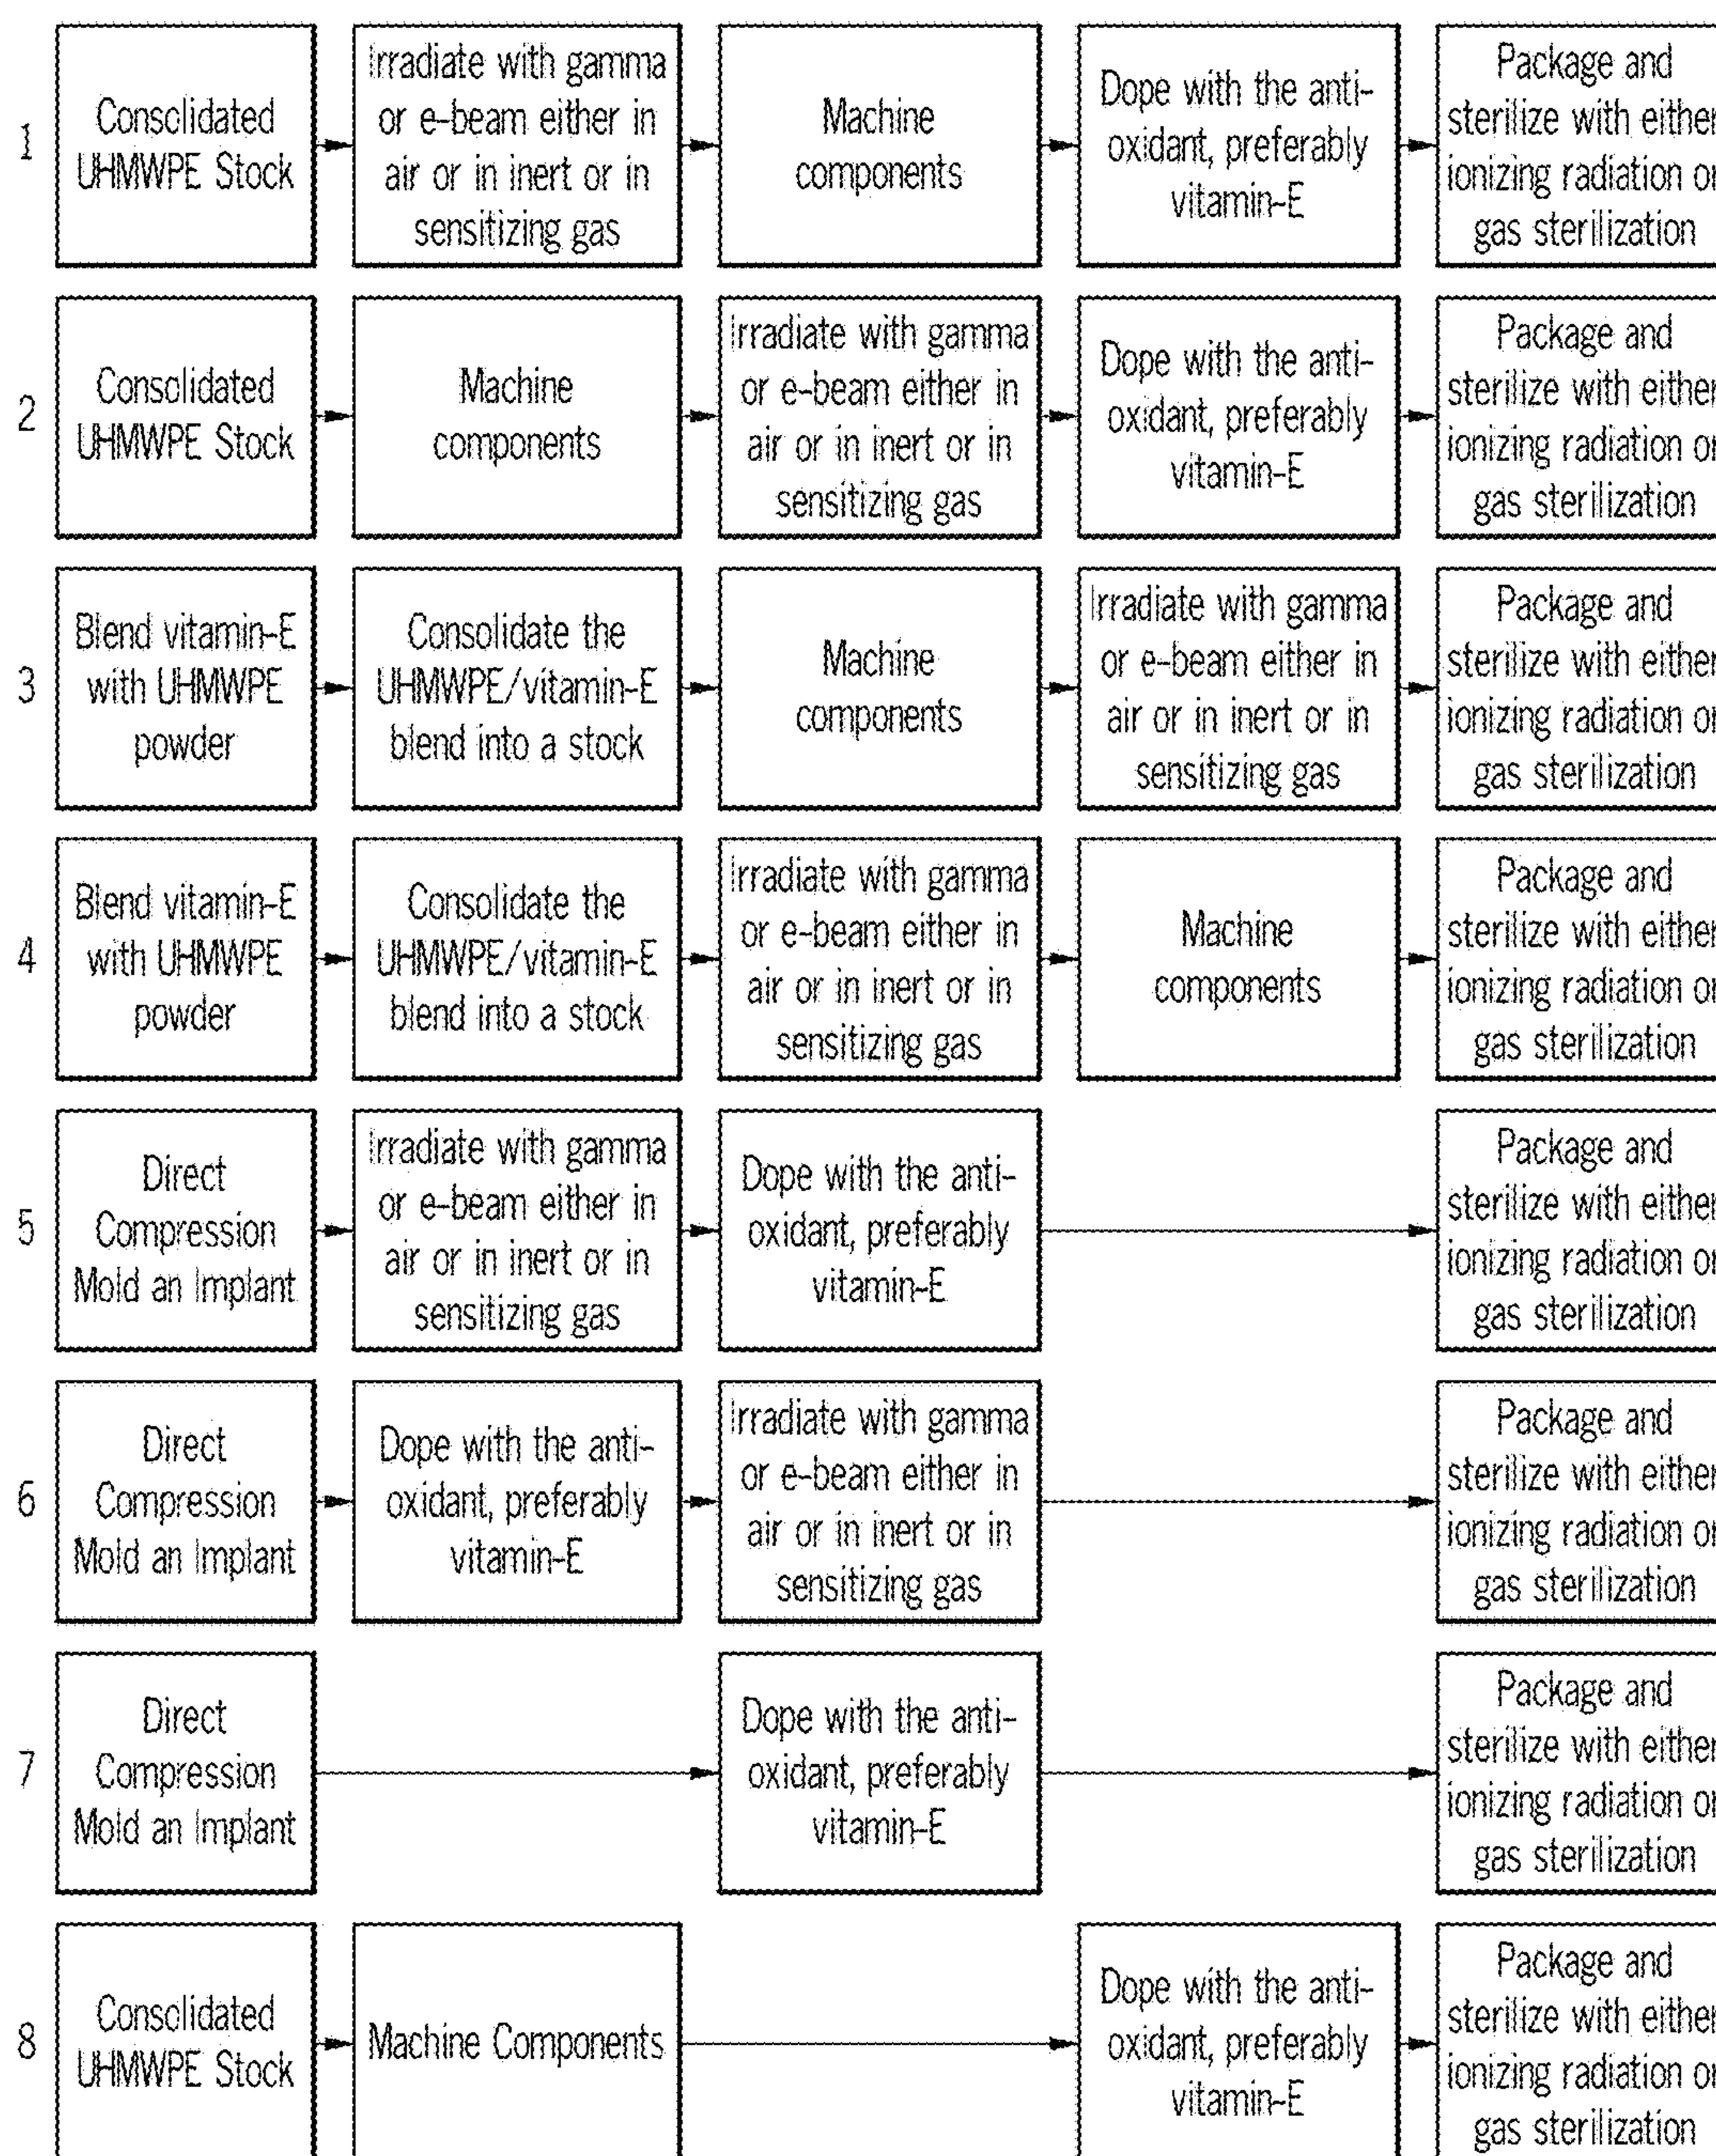 1
Consolidated
UHMWPE Stock
Irradiate with gamma
or e-beam either in
air or in inert or in
sensitizing gas
Machine
components
Dope with the anti-
oxidant, preferably
vitamin-E
Package and
sterilize with either
ionizing radiation or
gas sterilization
2
Consolidated
UHMWPE Stock
Machine
components
Irradiate with gamma
or e-beam either in
air or in inert or in
sensitizing gas
Dope with the anti-
oxidant, preferably
vitamin-E
Package and
sterilize with either
ionizing radiation or
gas sterilization
3
Blend vitamin-E
with UHMWPE
powder
Consolidate the
UHMWPE/vitamin-E
blend into a stock
Machine
components
Irradiate with gamma
or e-beam either in
air or in inert or in
sensitizing gas
Package and
sterilize with either
ionizing radiation or
gas sterilization
4
Blend vitamin-E
with UHMWPE
powder
Consolidate the
UHMWPE/vitamin-E
blend into a stock
Irradiate with gamma
or e-beam either in
air or in inert or in
sensitizing gas
Machine
components
Package and
sterilize with either
ionizing radiation or
gas sterilization
5
Direct
Compression
Mold an Implant
Irradiate with gamma
or e-beam either in
air or in inert or in
sensitizing gas
Dope with the anti-
oxidant, preferably
vitamin-E
Package and
sterilize with either
ionizing radiation or
gas sterilization
6
Direct
Compression
Mold an Implant
Dope with the anti-
oxidant, preferably
vitamin-E
Irradiate with gamma
or e-beam either in
air or in inert or in
sensitizing gas
Package and
sterilize with either
ionizing radiation or
gas sterilization
7
Direct
Compression
Mold an Implant
Dope with the anti-
oxidant, preferably
vitamin-E
Package and
sterilize with either
ionizing radiation or
gas sterilization
8
Consolidated
UHMWPE Stock
Machine Components
Dope with the anti-
oxidant, preferably
vitamin-E
Package and
sterilize with either
ionizing radiation or
gas sterilization